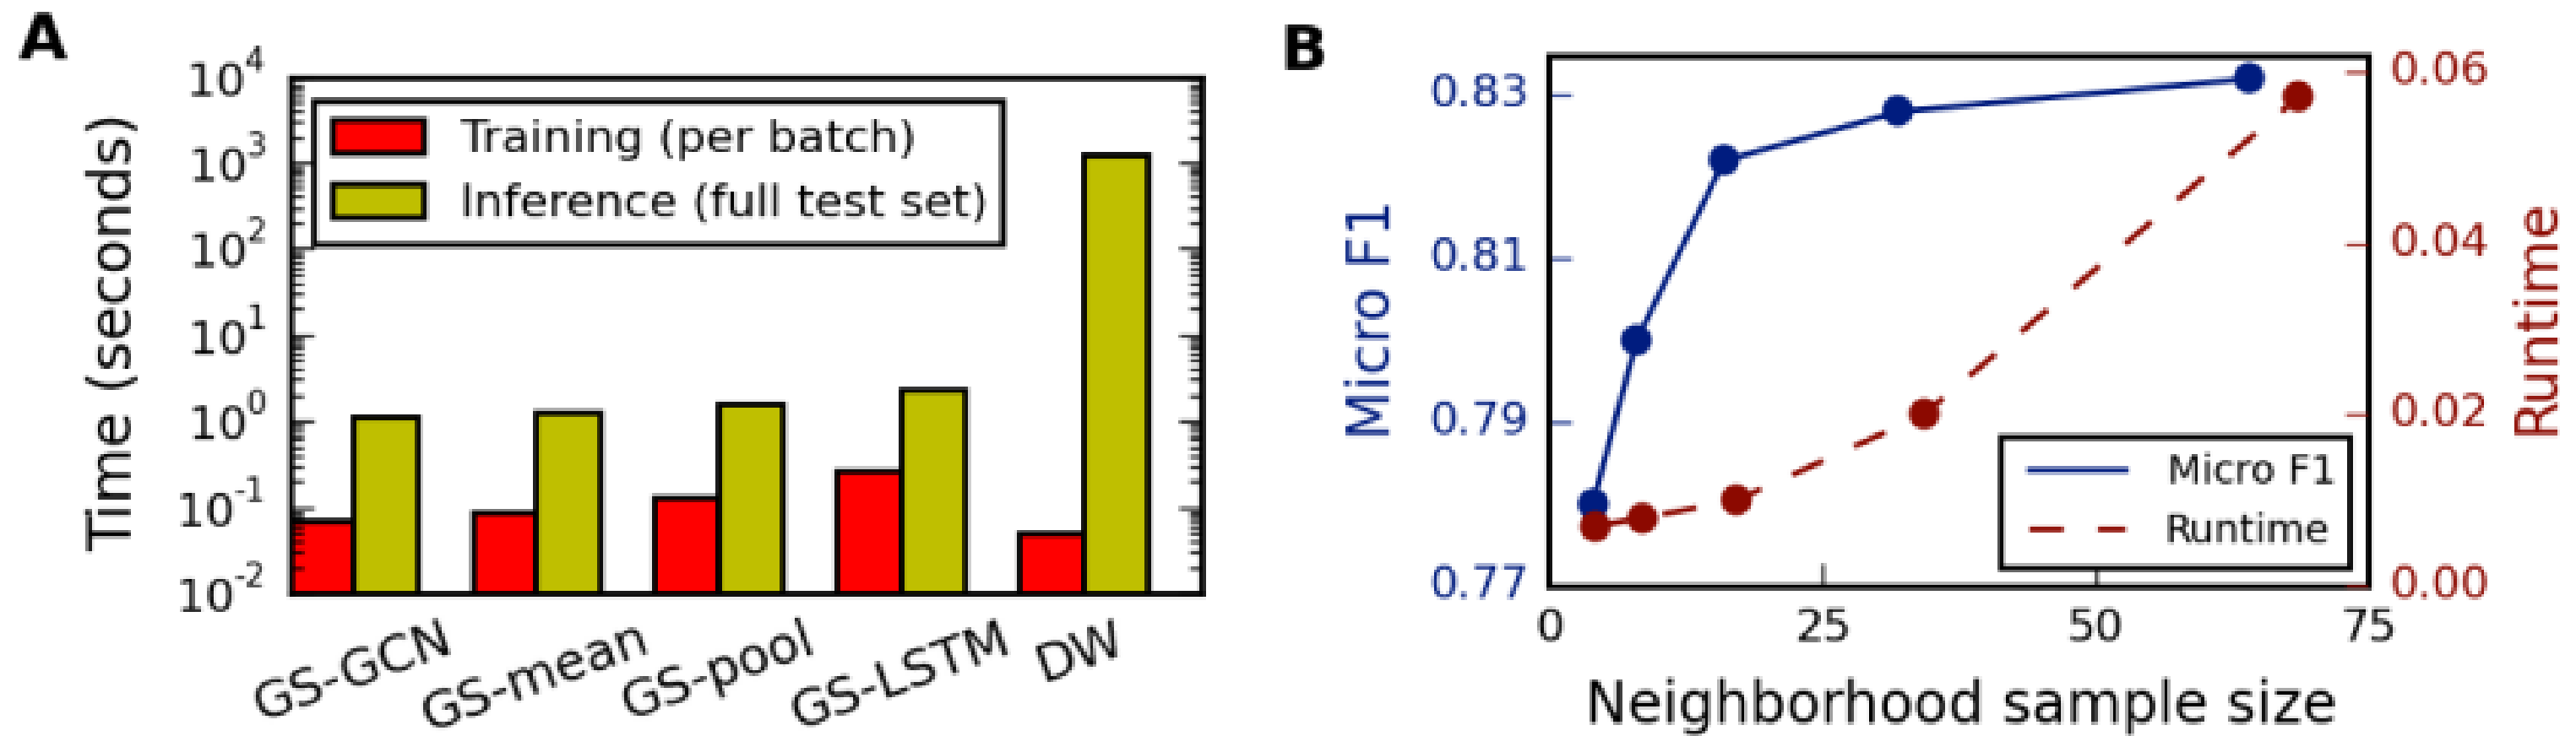 A
Time (seconds)
10^4
10^3
10^2
10^1
10^0
10^-1
10^-2
Training (per batch)
Inference (full test set)
GS-GCN
GS-mean
GS-pool
GS-LSTM
DW
B
Micro F1
0.83
0.81
0.79
0.77
0.06
0.04
0.02
0.00
Runtime
Micro F1
Runtime
0 25 50 75
Neighborhood sample size